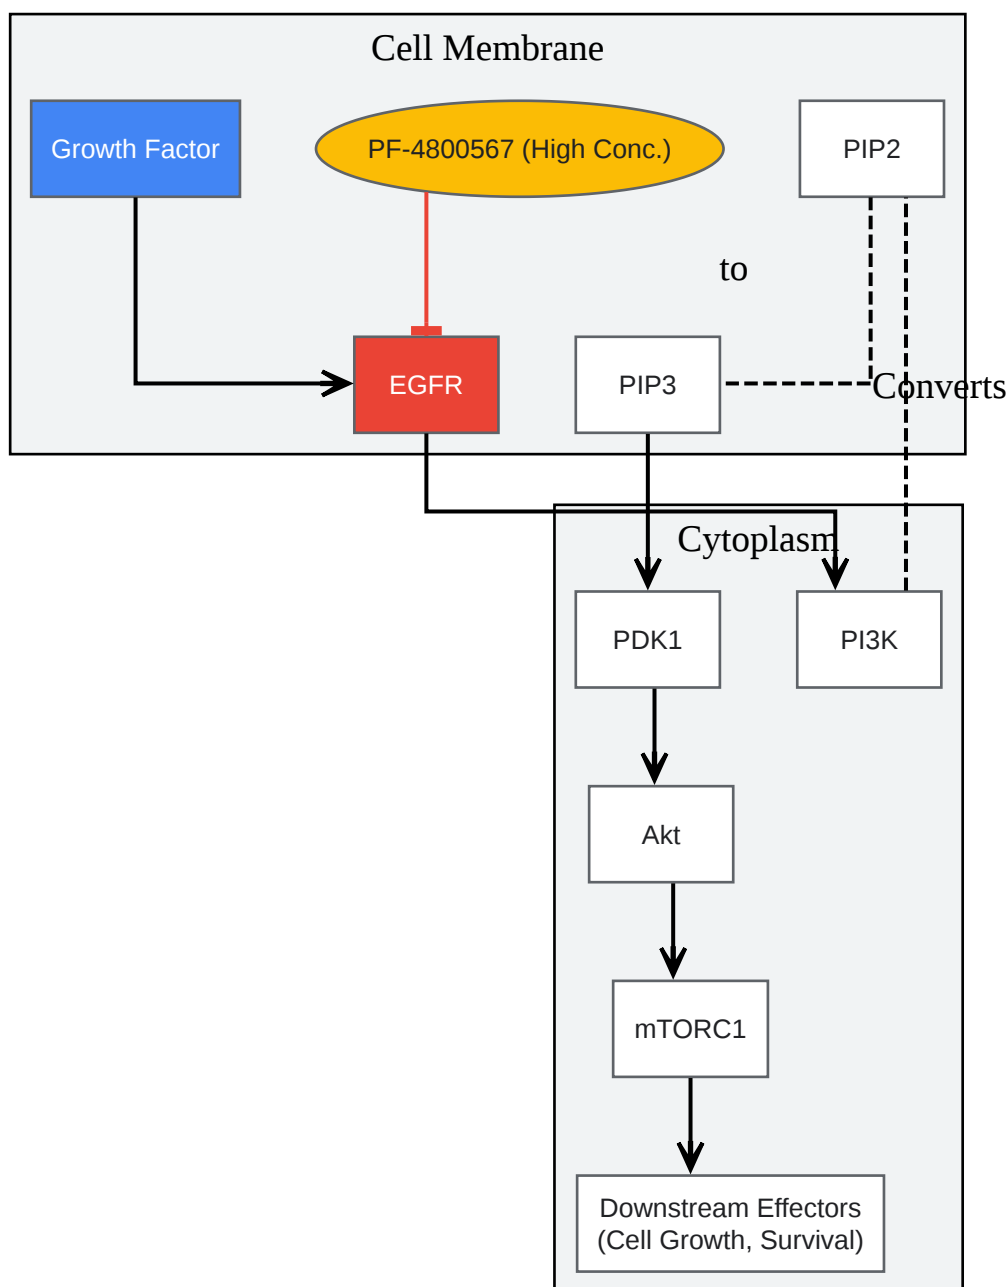 Cell Membrane
Growth Factor
PF-4800567 (High Conc.)
PIP2
to
EGFR
PIP3
Converts
Cytoplasm
PDK1
PI3K
Akt
mTORC1
Downstream Effectors
(Cell Growth, Survival)